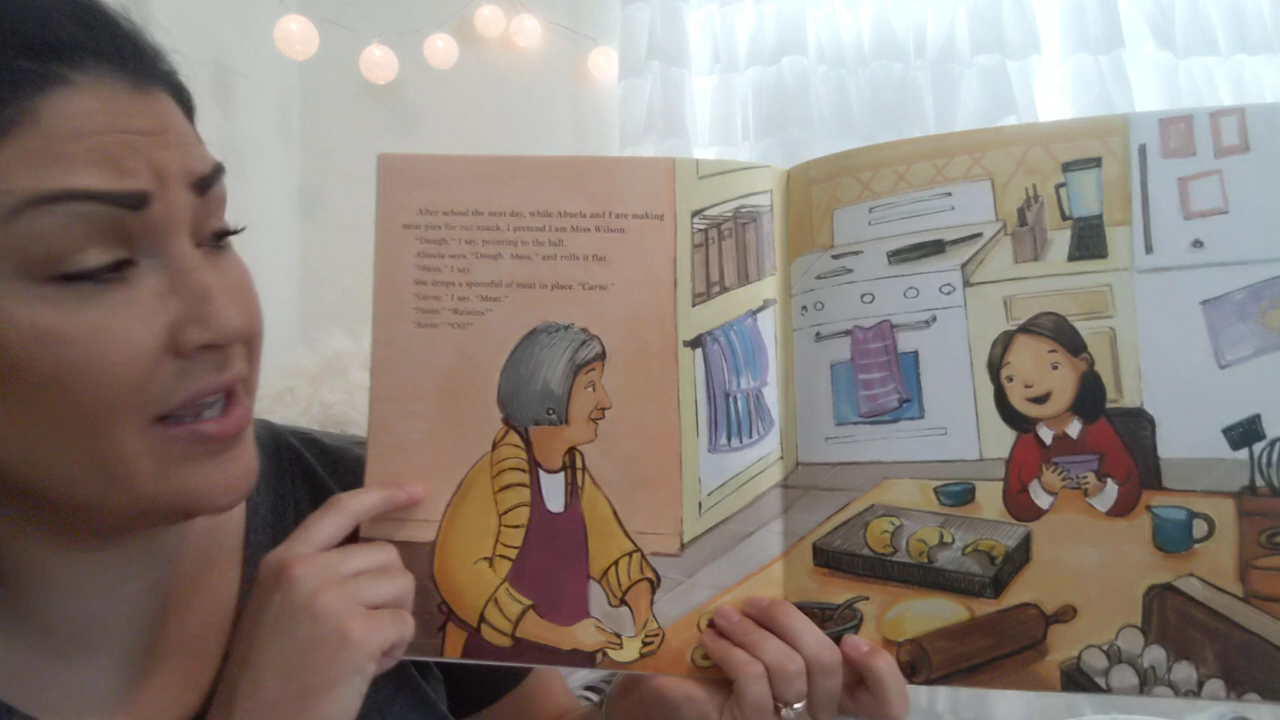 After school the next day, while Abuela and I are making
meat pies for our snack, I pretend I am Miss Wilson.
"Dough," I say, pointing to the ball.
Abuela says, "Dough. Masa," and rolls it flat.
"Masa," I say.
She drops a spoonful of meat in place. "Carne."
"Carne," I say. "Meat."
"Pasas." "Raisins!"
"Aceite." "Oil!"